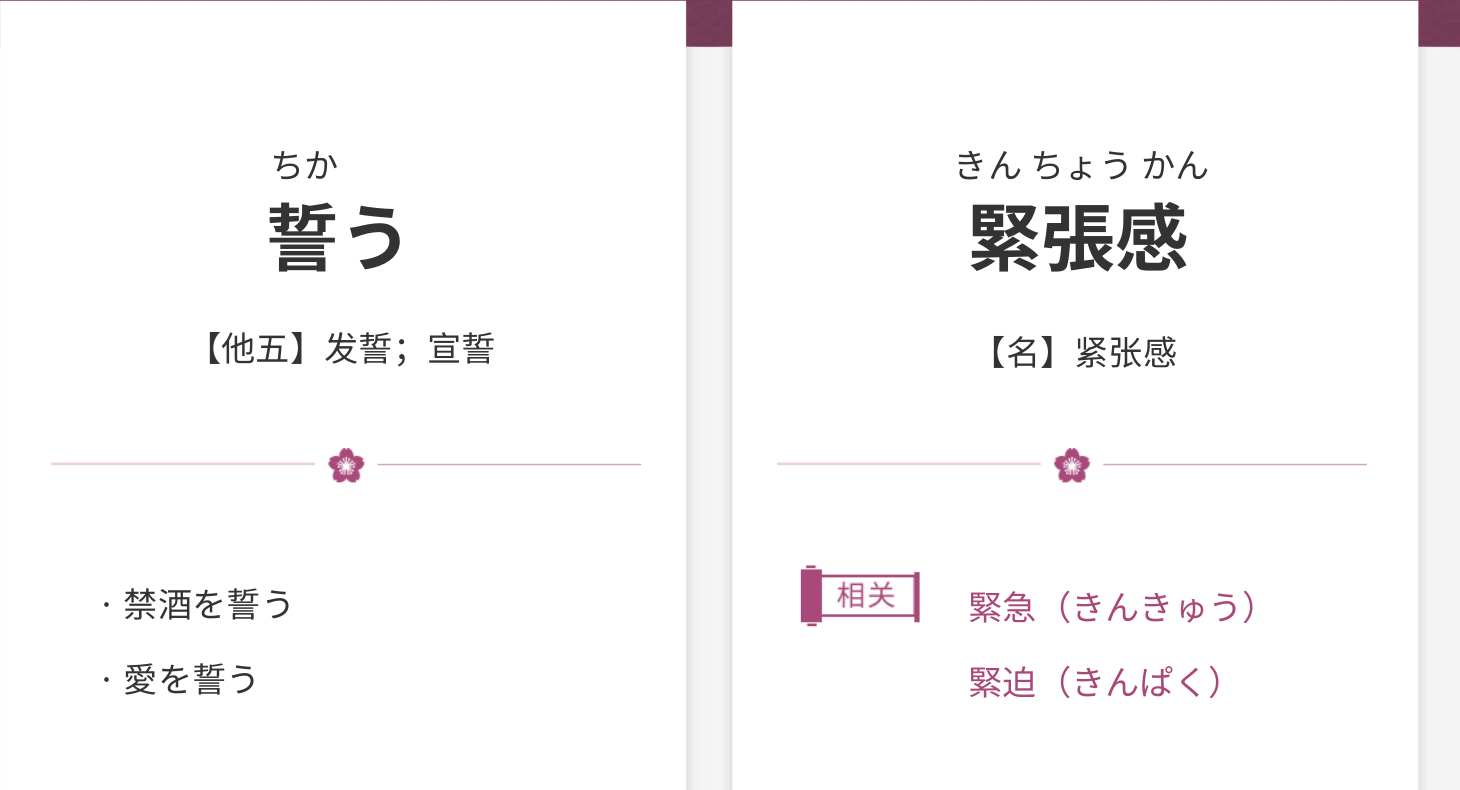 ちか
誓う
【他五】发誓；宣誓
· 禁酒を誓う
· 愛を誓う
きん ちょう かん
緊張感
【名】紧张感
相关
緊急（きんきゅう）
緊迫（きんぱく）